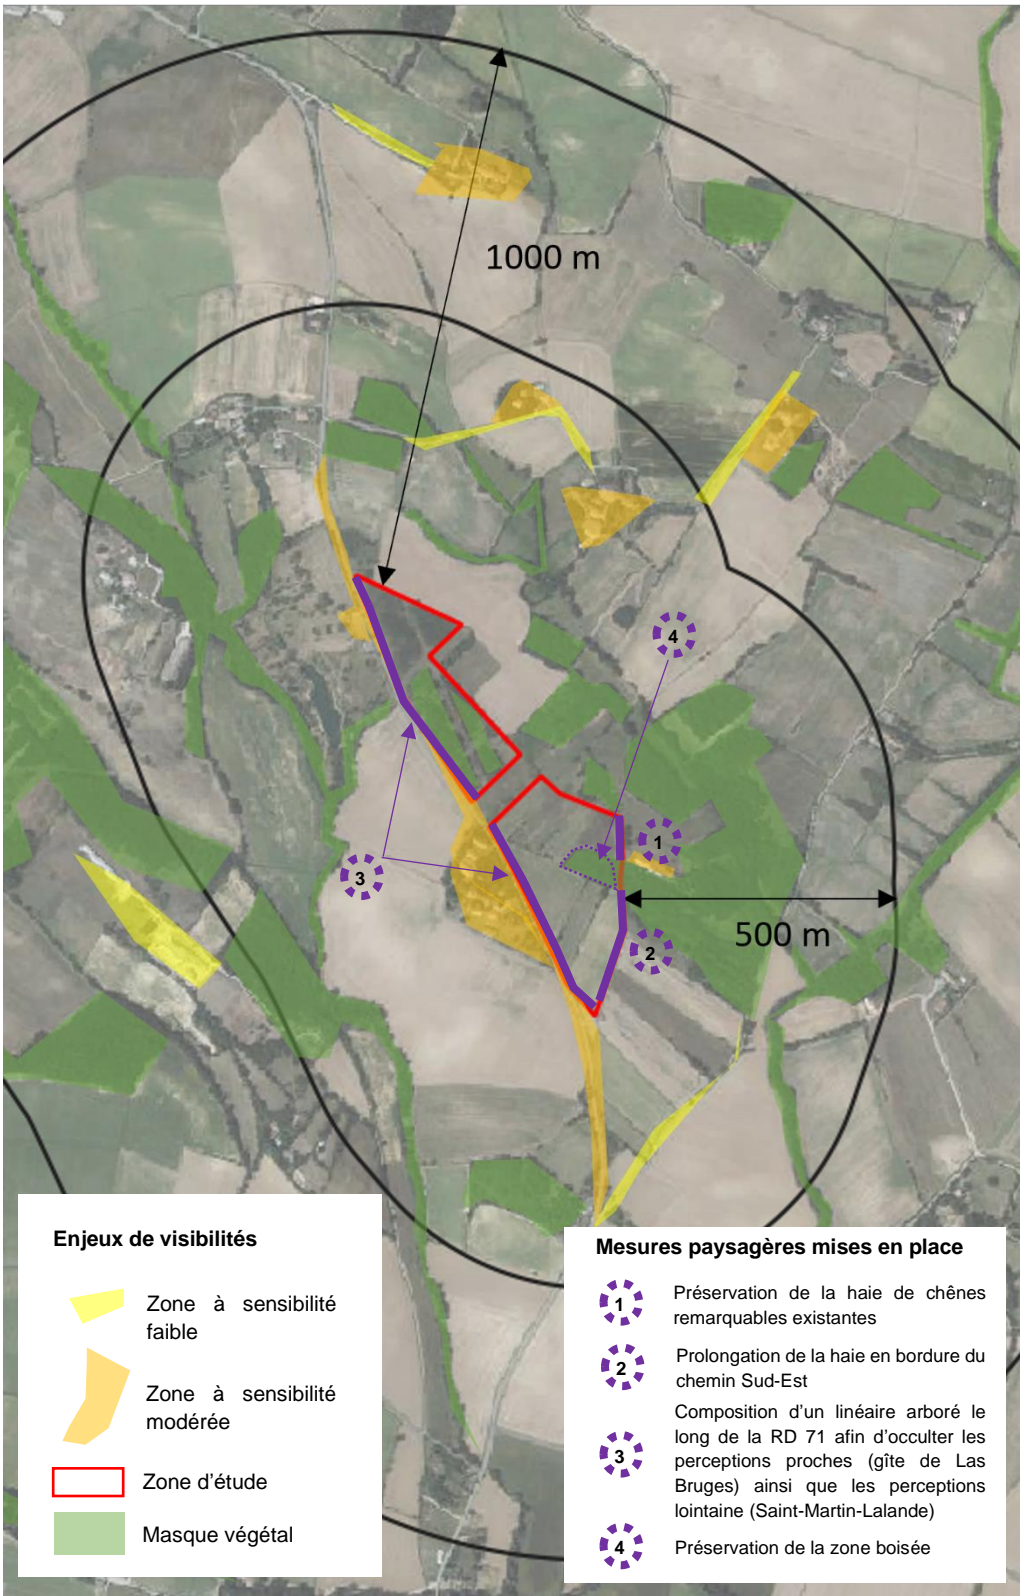 1000 m
4
1
3
500 m
2
Enjeux de visibilités
Zone à sensibilité
faible
Zone à sensibilité
modérée
Zone d'étude
Masque végétal
Mesures paysagères mises en place
1
Préservation de la haie de chênes
remarquables existantes
2
Prolongation de la haie en bordure du
chemin Sud-Est
3
Composition d'un linéaire arboré le
long de la RD 71 afin d'occulter les
perceptions proches (gîte de Las
Bruges) ainsi que les perceptions
lointaine (Saint-Martin-Lalande)
4
Préservation de la zone boisée